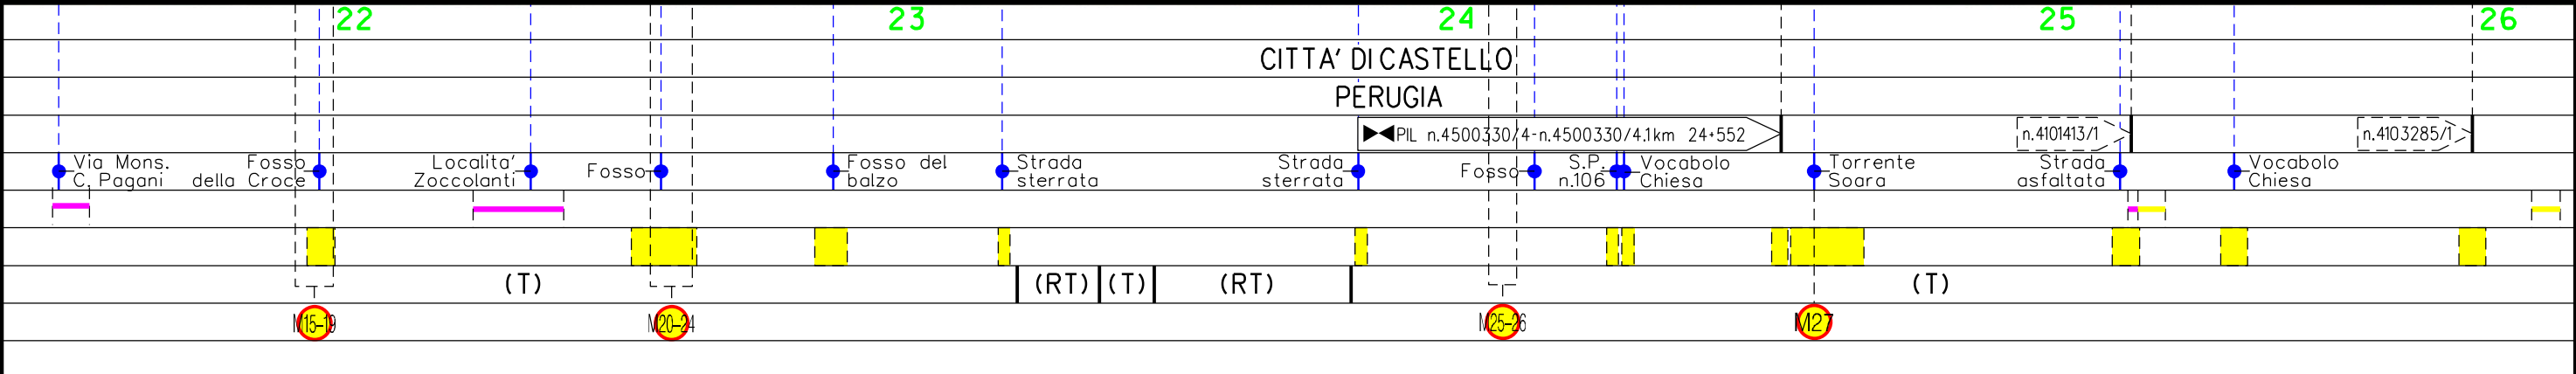 22 23 24 25 26
CITTA' DI CASTELLO
PERUGIA
PIL n.4500330/4-n.4500330/4.1km 24+552 n.4101413/1 n.4103285/1
Via Mons.
C. Pagani
Fosso
della Croce
Localita'
Zoccolanti
Fosso
Fosso del
balzo
Strada
sterrata
Strada
sterrata
Fosso
S.P.
n.106
Vocabolo
Chiesa
Torrente
Soara
Strada
asfaltata
Vocabolo
Chiesa
(T) (RT) (T) (RT) (T)
M15-19 M20-24 M25-26 M27